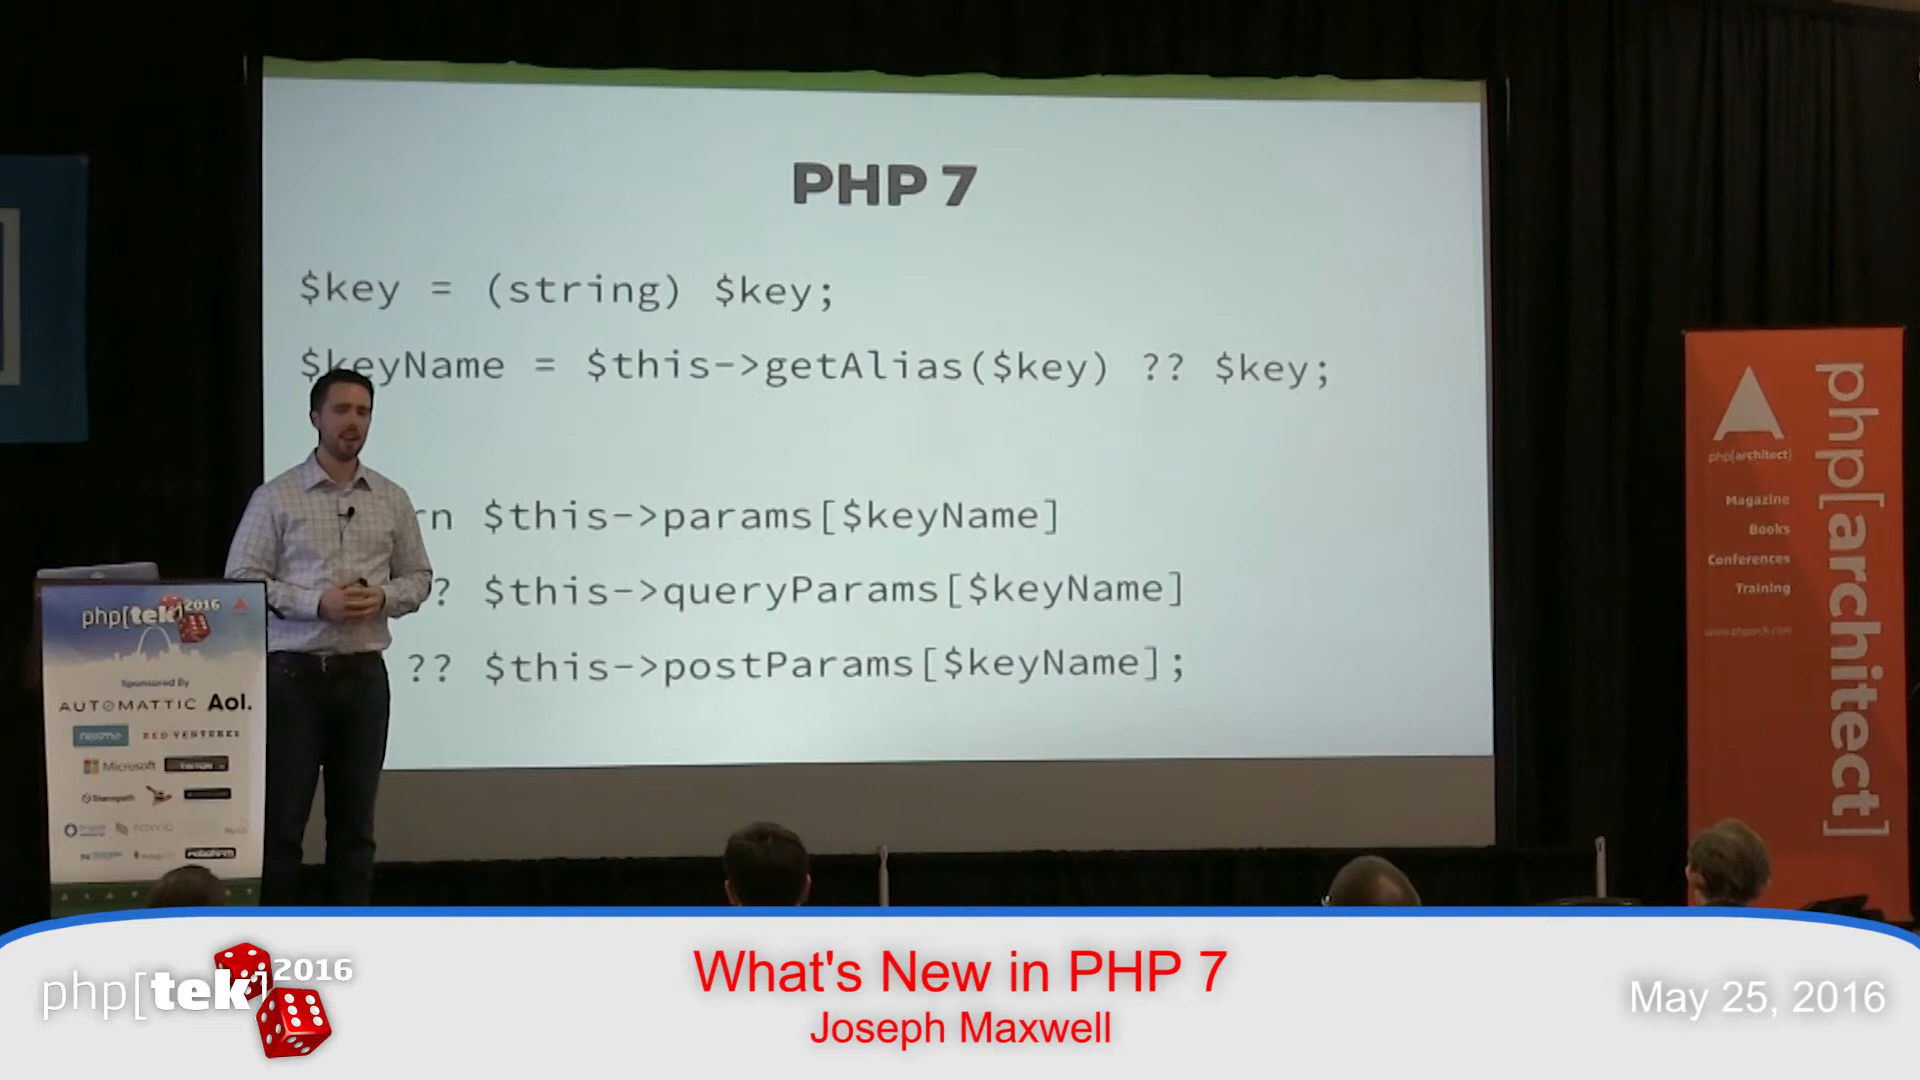 PHP 7
$key = (string) $key;
$keyName = $this->getAlias($key) ?? $key;
rn $this->params[$keyName]
? $this->queryParams[$keyName]
?? $this->postParams[$keyName];
php[tek] 2016
Sponsored By
AUTOMATTIC Aol.
nexmo RED VENTURES
Microsoft
php[architect]
Magazine
Books
Conferences
Training
php[architect]
php[tek] 2016
What's New in PHP 7
Joseph Maxwell
May 25, 2016